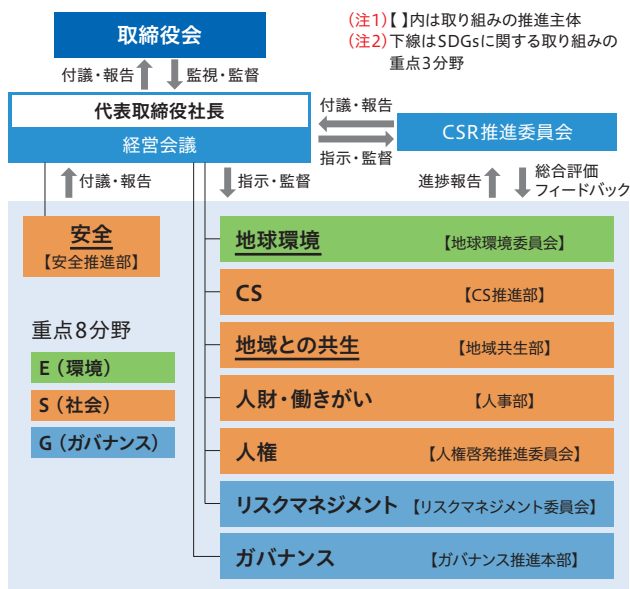 取締役会
(注1)【 】内は取り組みの推進主体
(注2) 下線はSDGsに関する取り組みの
重点3分野
付議・報告
監視・監督
代表取締役社長
経営会議
付議・報告
指示・監督
CSR推進委員会
付議・報告
指示・監督
進捗報告
総合評価
フィードバック
安全
【安全推進部】
重点8分野
E(環境)
S(社会)
G(ガバナンス)
地球環境 【地球環境委員会】
CS 【CS推進部】
地域との共生 【地域共生部】
人財・働きがい 【人事部】
人権 【人権啓発推進委員会】
リスクマネジメント 【リスクマネジメント委員会】
ガバナンス 【ガバナンス推進本部】